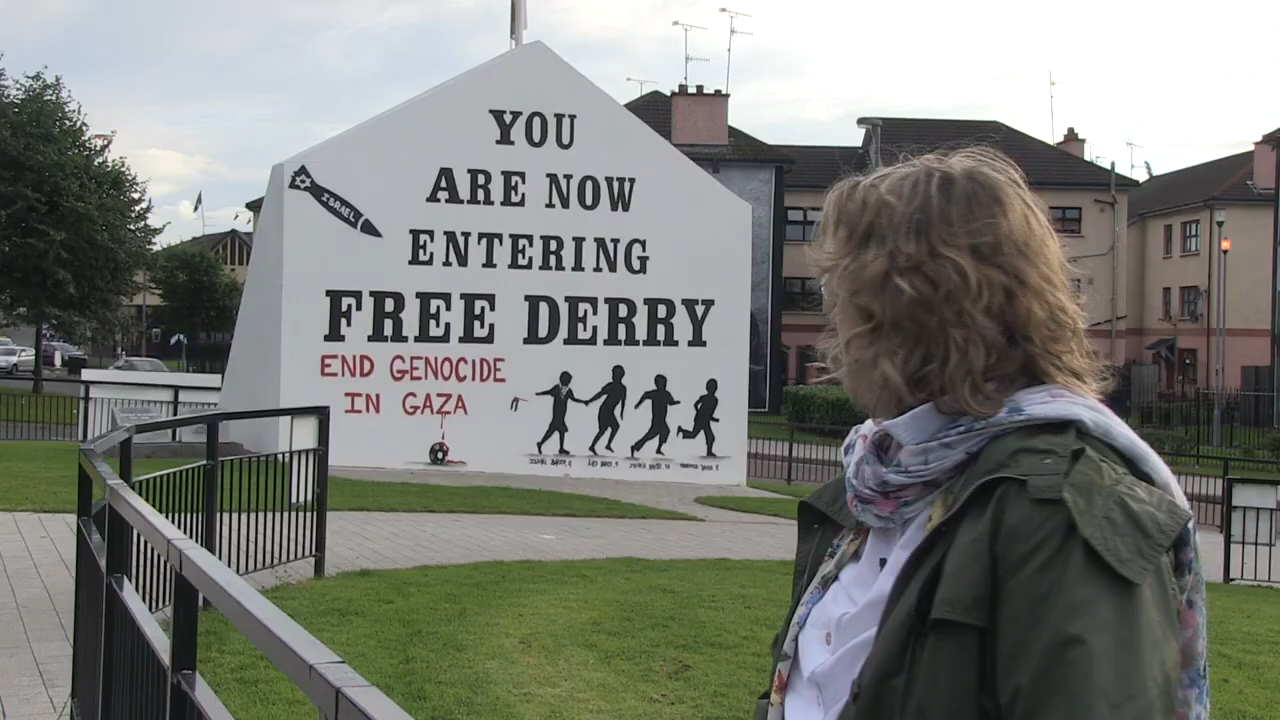 YOU
ARE NOW
ENTERING
FREE DERRY
ISRAEL
END GENOCIDE
IN GAZA